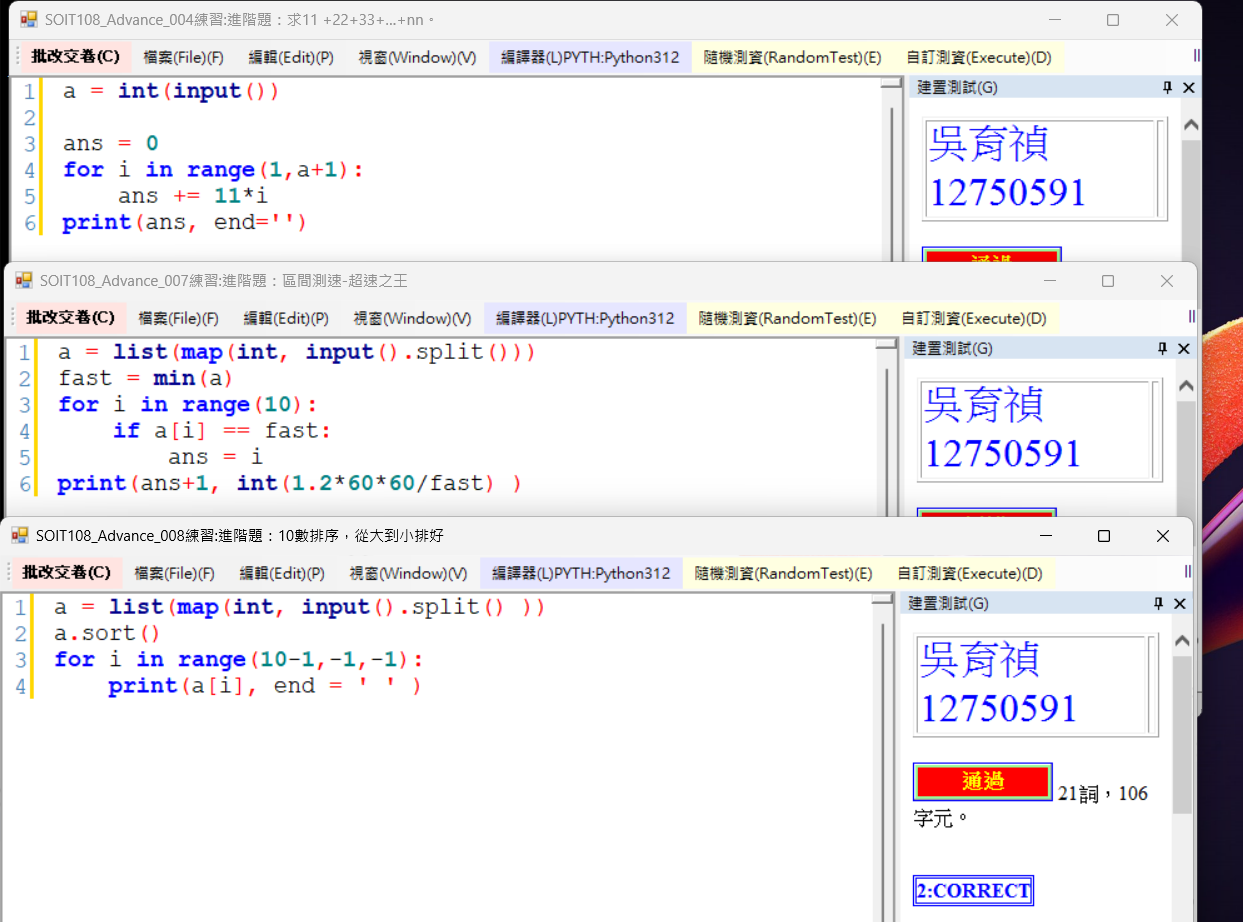 SOIT108_Advance_004練習:進階題：求11 +22+33+...+nn。
批改交卷(C) 檔案(File)(F) 編輯(Edit)(P) 視窗(Window)(V) 編譯器(L)PYTH:Python312 隨機測資(RandomTest)(E) 自訂測資(Execute)(D)
建置測試(G)
1 a = int(input())
2
3 ans = 0
4 for i in range(1,a+1):
5 ans += 11*i
6 print(ans, end='')
吳育禎
12750591
通過
SOIT108_Advance_007練習:進階題：區間測速-超速之王
批改交卷(C) 檔案(File)(F) 編輯(Edit)(P) 視窗(Window)(V) 編譯器(L)PYTH:Python312 隨機測資(RandomTest)(E) 自訂測資(Execute)(D)
建置測試(G)
1 a = list(map(int, input().split()))
2 fast = min(a)
3 for i in range(10):
4 if a[i] == fast:
5 ans = i
6 print(ans+1, int(1.2*60*60/fast) )
吳育禎
12750591
SOIT108_Advance_008練習:進階題：10數排序，從大到小排好
批改交卷(C) 檔案(File)(F) 編輯(Edit)(P) 視窗(Window)(V) 編譯器(L)PYTH:Python312 隨機測資(RandomTest)(E) 自訂測資(Execute)(D)
建置測試(G)
1 a = list(map(int, input().split() ))
2 a.sort()
3 for i in range(10-1,-1,-1):
4 print(a[i], end = ' ' )
吳育禎
12750591
通過 21詞，106
字元。
2:CORRECT